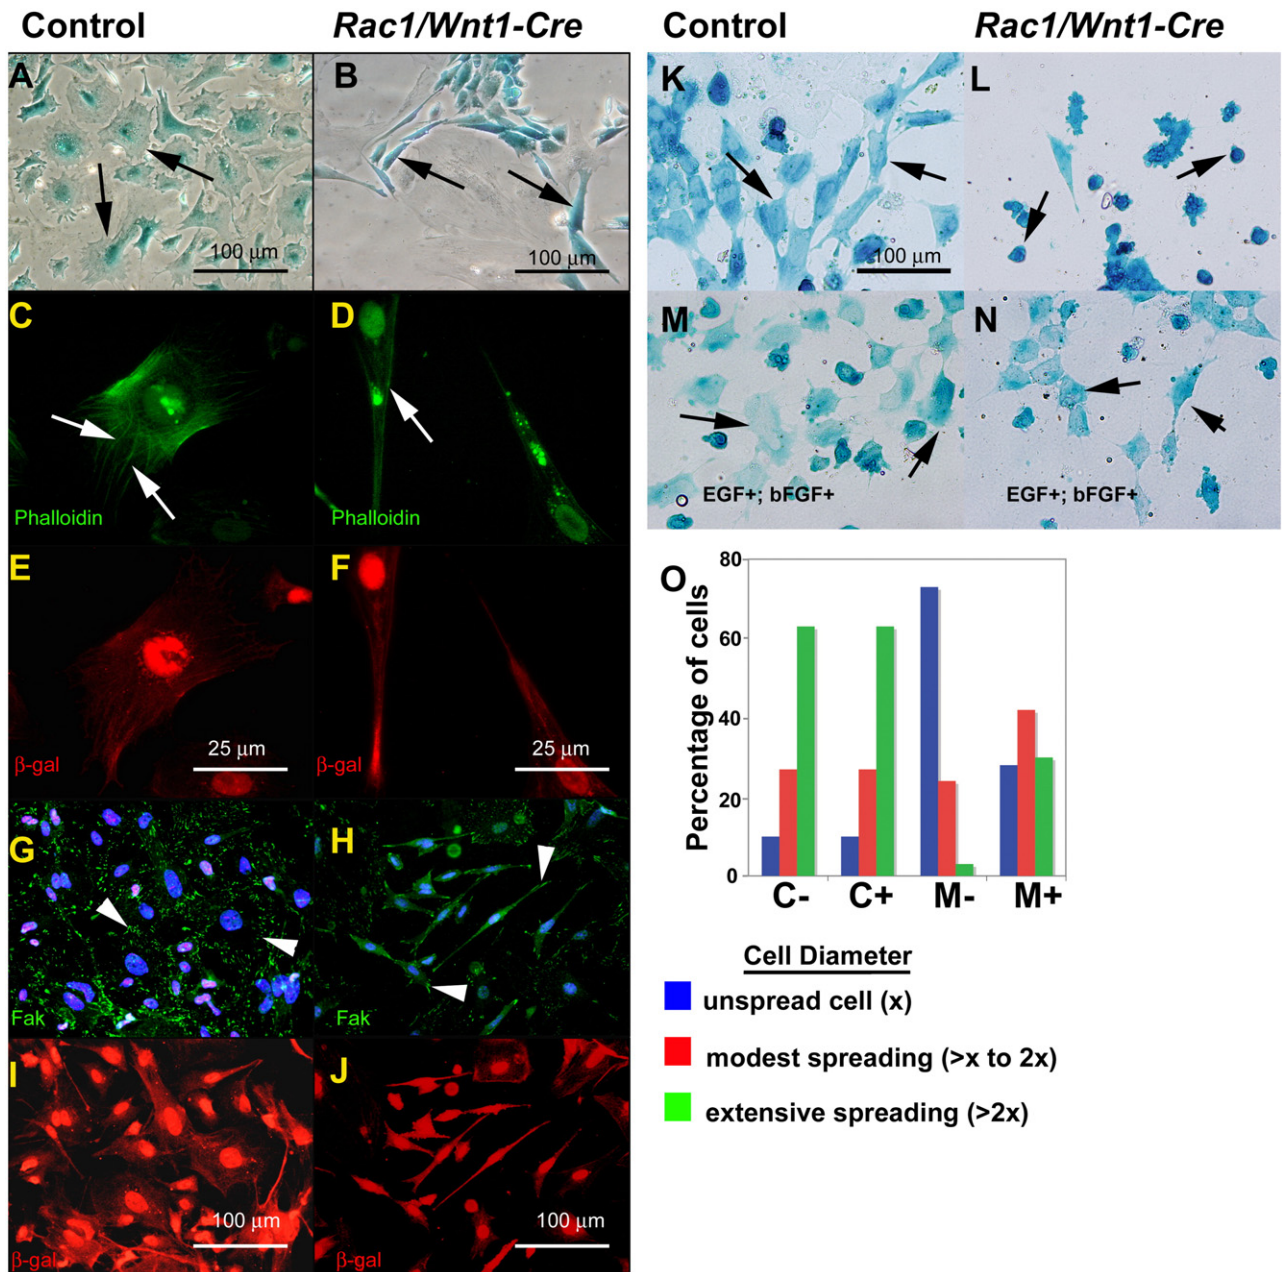 Control
Rac1/Wnt1-Cre
Control
Rac1/Wnt1-Cre
A
B
100 µm
100 µm
C
D
Phalloidin
Phalloidin
E
F
25 µm
25 µm
β-gal
β-gal
G
H
Fak
Fak
I
J
100 µm
100 µm
β-gal
β-gal
K
L
100 µm
M
N
EGF+; bFGF+
EGF+; bFGF+
O
Percentage of cells
80
60
40
20
0
C-
C+
M-
M+
Cell Diameter
unspread cell (x)
modest spreading (>x to 2x)
extensive spreading (>2x)